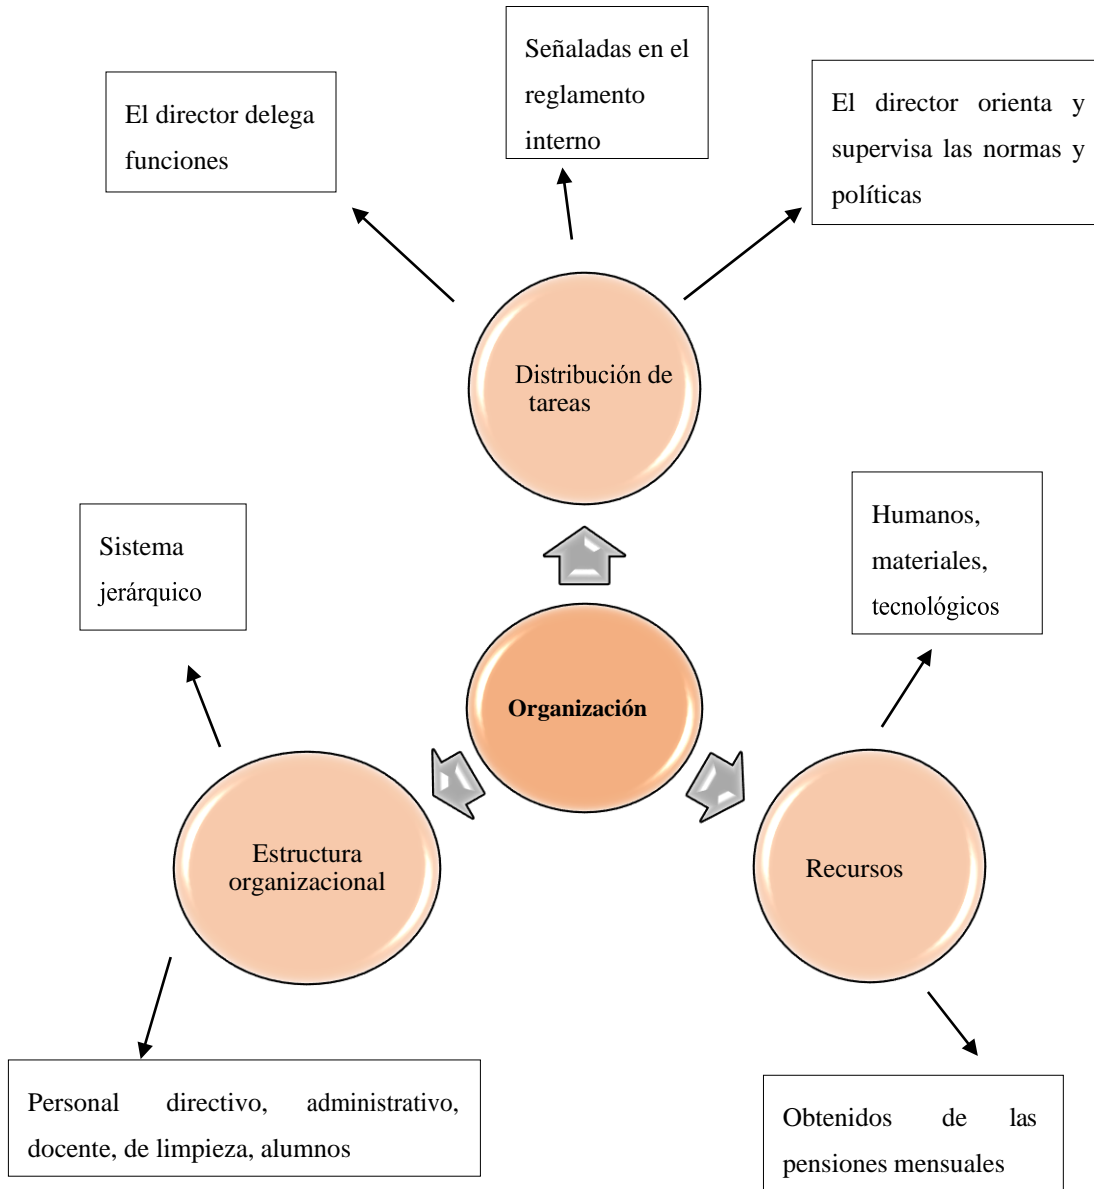 Señaladas en el
reglamento
interno
El director delega
funciones
El director orienta y
supervisa las normas y
políticas
Distribución de
tareas
Sistema
jerárquico
Humanos,
materiales,
tecnológicos
Organización
Estructura
organizacional
Recursos
Personal directivo, administrativo,
docente, de limpieza, alumnos
Obtenidos de las
pensiones mensuales